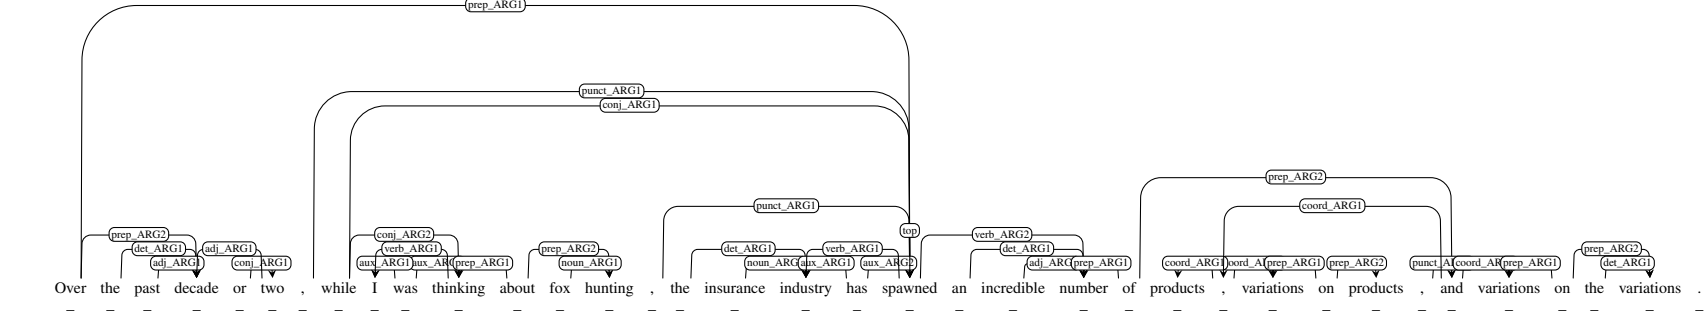 prep_ARG1
punct_ARG1
conj_ARG1
prep_ARG2
punct_ARG1 coord_ARG1
top
prep_ARG2 conj_ARG2 verb_ARG2 
det_ARG1 adj_ARG1 verb_ARG1 prep_ARG2 det_ARG1 verb_ARG1 det_ARG1 prep_ARG2
conj_ARG1 aux_ARG1 prep_ARG1 noun_ARG1 aux_ARG1 prep_ARG1 coord_ARG1 prep_ARG1 prep_ARG2 prep_ARG1 det_ARG1
Over the past decade or two , while I was thinking about fox hunting , the insurance industry has spawned an incredible number of products , variations on products , and variations on the variations .
_ _ _ _ _ _ _ _ _ _ _ _ _ _ _ _ _ _ _ _ _ _ _ _ _ _ _ _ _ _ _ _ _ _ _ _ _